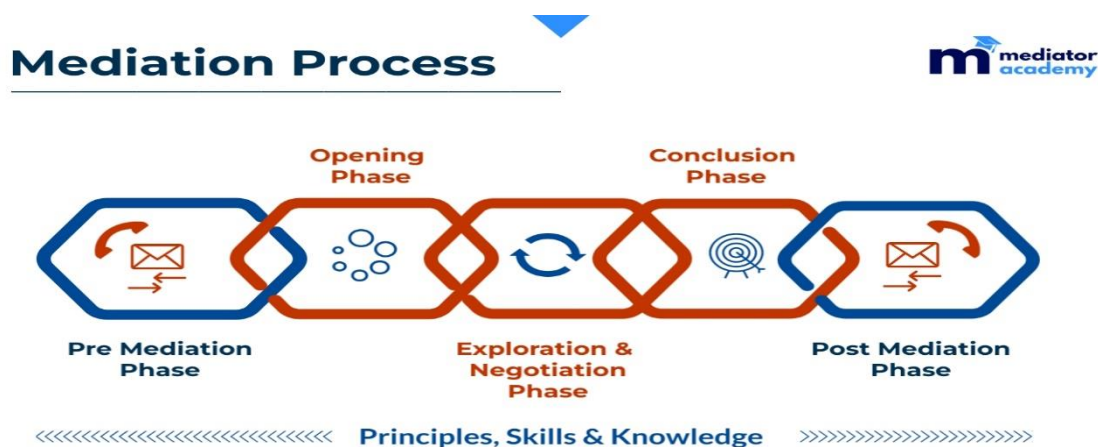 Mediation Process
mediator
academy
Opening
Phase
Conclusion
Phase
Pre Mediation
Phase
Exploration &
Negotiation
Phase
Post Mediation
Phase
Principles, Skills & Knowledge